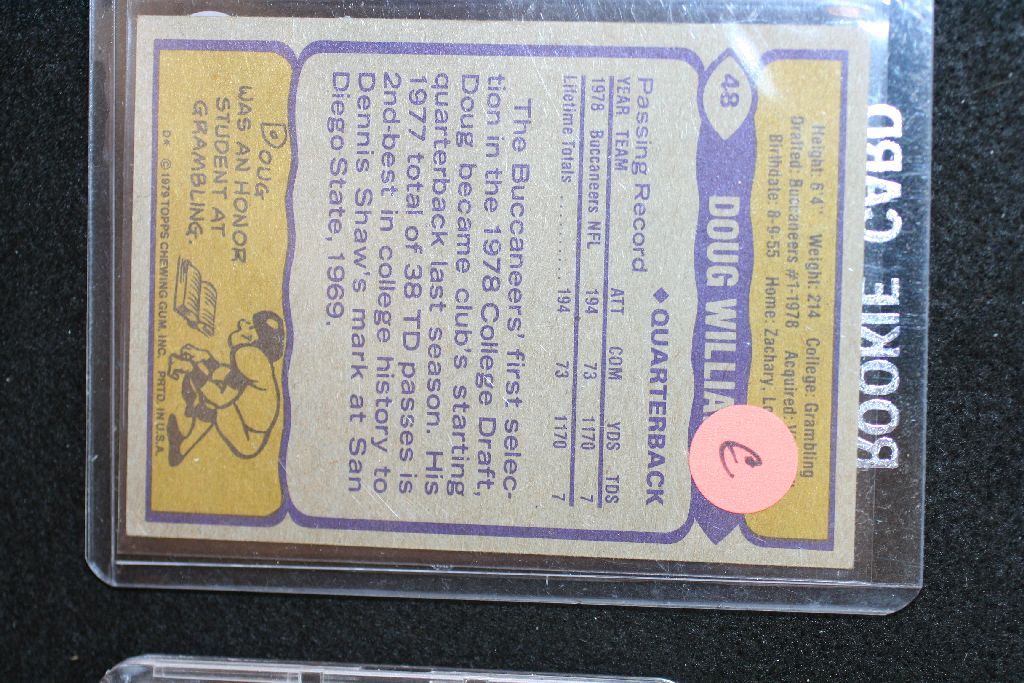 ROOKIE CARD
Height: 6'4" Weight: 214 College: Grambling
Drafted: Buccaneers #1-1978 Acquired:
Birthdate: 8-9-55 Home: Zachary,
48
DOUG
QUARTERBACK
Passing Record
YEAR TEAM ATT COM YDS TDS
1978 Buccaneers NFL 194 73 1170 7
Lifetime Totals .......... 194 73 1170 7
The Buccaneers' first selec-
tion in the 1978 College Draft,
Doug became club's starting
quarterback last season. His
1977 total of 38 TD passes is
2nd-best in college history to
Dennis Shaw's mark at San
Diego State, 1969.
DOUG
WAS AN HONOR
STUDENT AT
GRAMBLING.
© 1979 TOPPS CHEWING GUM, INC. PRTD. IN U.S.A.